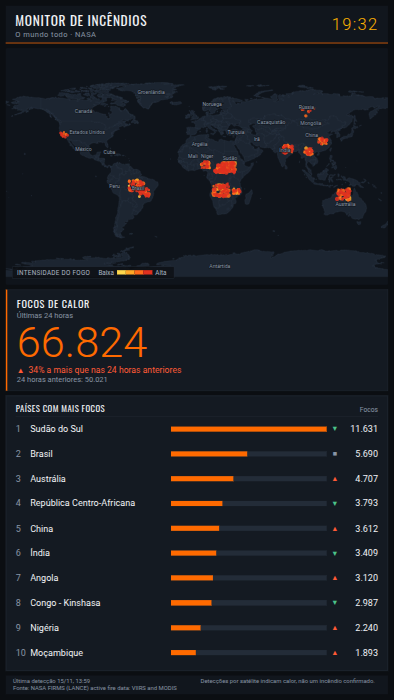 MONITOR DE INCÊNDIOS
O mundo todo · NASA
19:32
Groenlândia
Canadá
Noruega
Rússia
Estados Unidos
Cazaquistão
Mongólia
Turquia
China
México
Cuba
Argélia
Irã
Mali Níger
Sudão
Peru
Austrália
Antártida
INTENSIDADE DO FOGO Baixa Alta
FOCOS DE CALOR
Últimas 24 horas
66.824
▲ 34% a mais que nas 24 horas anteriores
24 horas anteriores: 50.021
PAÍSES COM MAIS FOCOS Focos
1 Sudão do Sul ▼ 11.631
2 Brasil ■ 5.690
3 Austrália ▲ 4.707
4 República Centro-Africana ▼ 3.793
5 China ▲ 3.612
6 Índia ▼ 3.409
7 Angola ▲ 3.120
8 Congo - Kinshasa ▼ 2.987
9 Nigéria ▲ 2.240
10 Moçambique ▲ 1.893
Última detecção 15/11, 13:59
Fonte: NASA FIRMS (LANCE) active fire data: VIIRS and MODIS
Detecções por satélite indicam calor, não um incêndio confirmado.